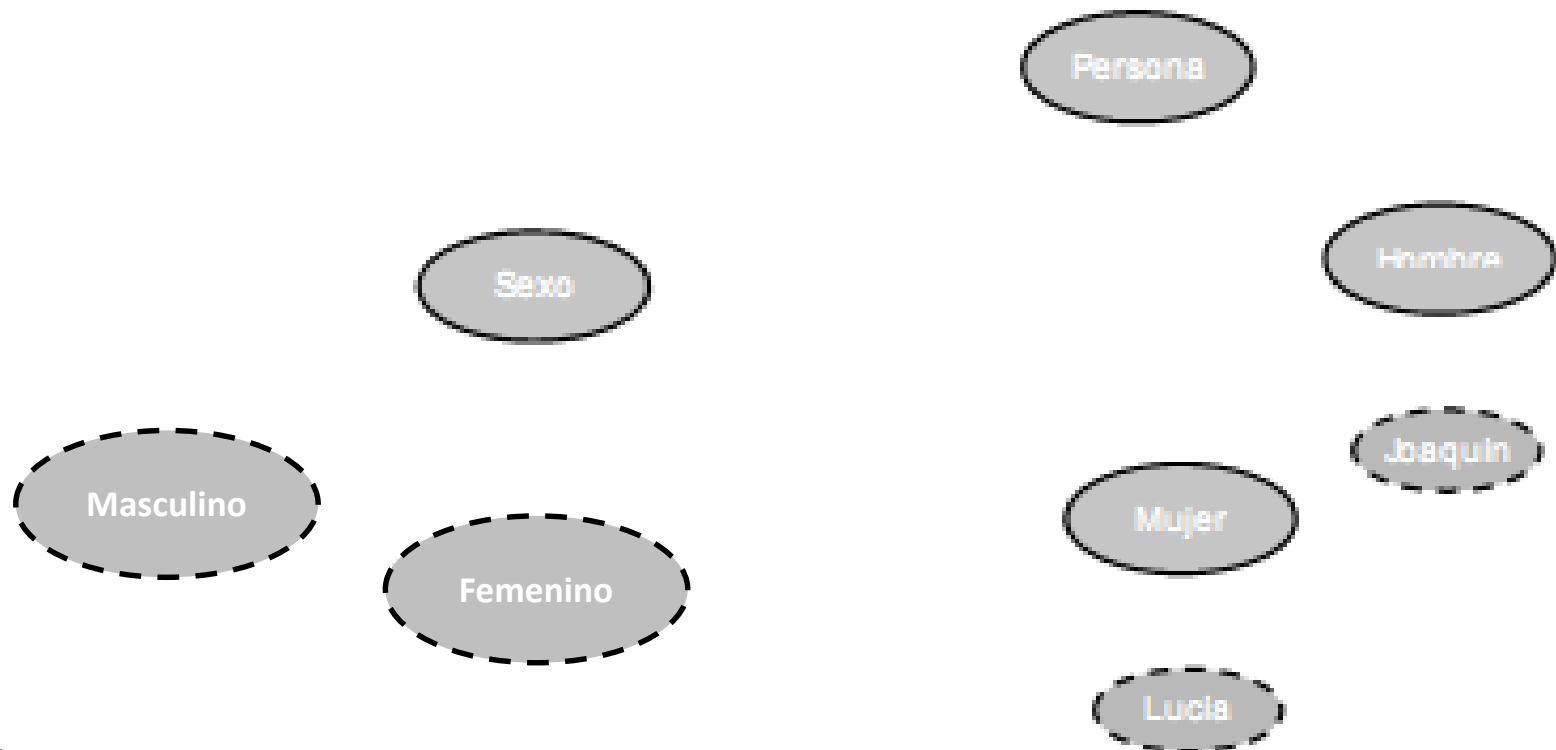 Persona
Hombre
Sexo
Joaquin
Masculino
Mujer
Femenino
Lucia